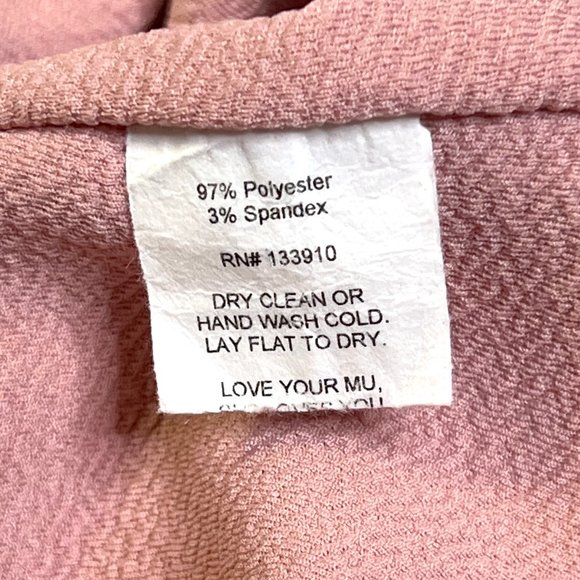 97% Polyester
3% Spandex
RN# 133910
DRY CLEAN OR
HAND WASH COLD.
LAY FLAT TO DRY.
LOVE YOUR MU,
YOU